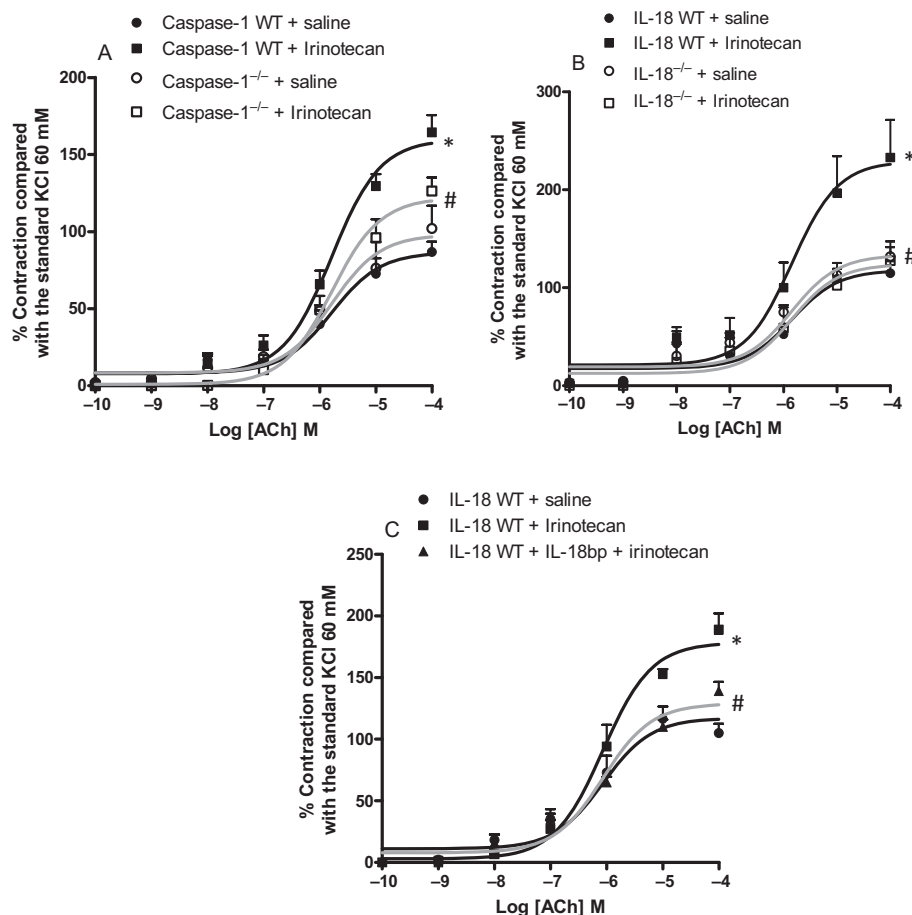 A
Caspase-1 WT + saline
Caspase-1 WT + Irinotecan
Caspase-1–/– + saline
Caspase-1–/– + Irinotecan
% Contraction compared
with the standard KCl 60 mM
200
150
100
50
0
*
#
–10 –9 –8 –7 –6 –5 –4
Log [ACh] M
B
IL-18 WT + saline
IL-18 WT + Irinotecan
IL-18–/– + saline
IL-18–/– + Irinotecan
% Contraction compared
with the standard KCl 60 mM
300
200
100
0
*
#
–10 –9 –8 –7 –6 –5 –4
Log [ACh] M
C
IL-18 WT + saline
IL-18 WT + Irinotecan
IL-18 WT + IL-18bp + irinotecan
% Contraction compared
with the standard KCl 60 mM
250
200
150
100
50
0
*
#
–10 –9 –8 –7 –6 –5 –4
Log [ACh] M